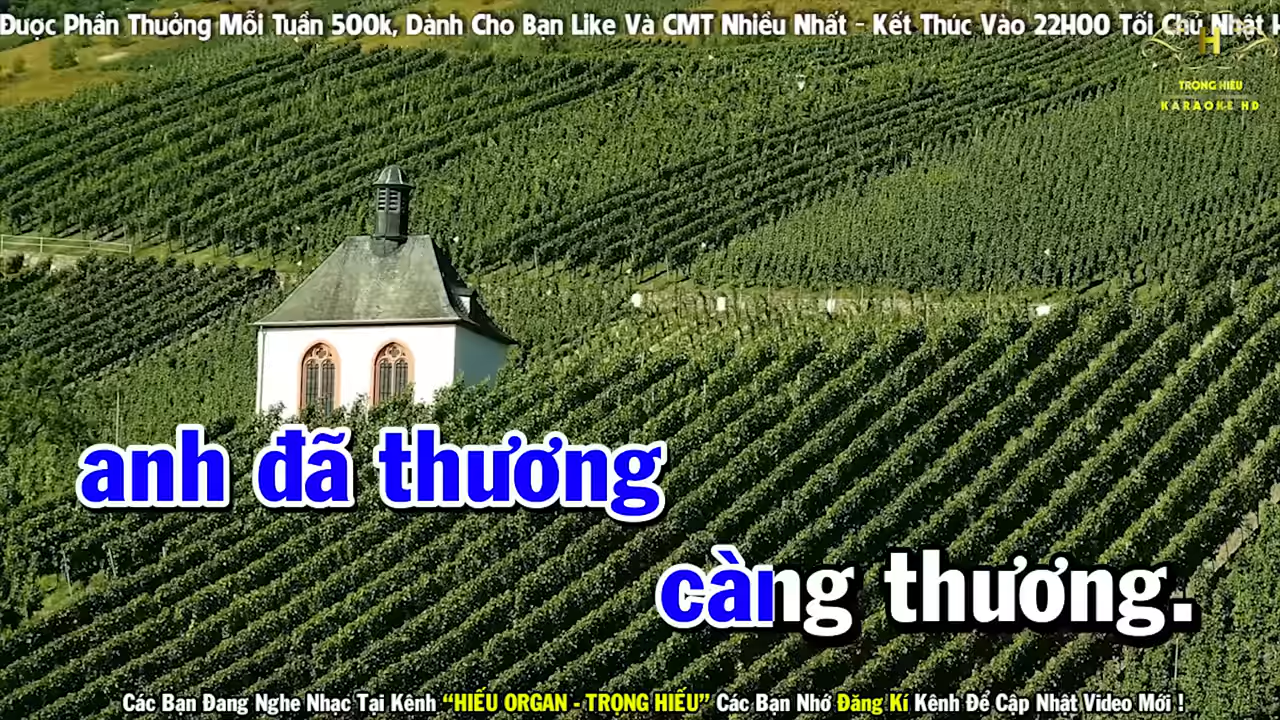 Được Phần Thưởng Mỗi Tuần 500k, Dành Cho Bạn Like Và CMT Nhiều Nhất - Kết Thúc Vào 22H00 Tối Chủ Nhật H
H
TRỌNG HIẾU
KARAOKE HD
anh đã thương
càng thương.
Các Bạn Đang Nghe Nhạc Tại Kênh “HIẾU ORGAN - TRỌNG HIẾU” Các Bạn Nhớ Đăng Kí Kênh Để Cập Nhật Video Mới !